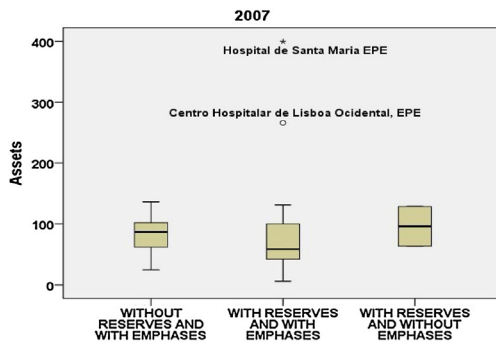 2007
400
Hospital de Santa Maria EPE
300
Centro Hospitalar de Lisboa Ocidental, EPE
Assets
200
100
0
WITHOUT RESERVES AND WITH EMPHASES
WITH RESERVES AND WITH EMPHASES
WITH RESERVES AND WITHOUT EMPHASES